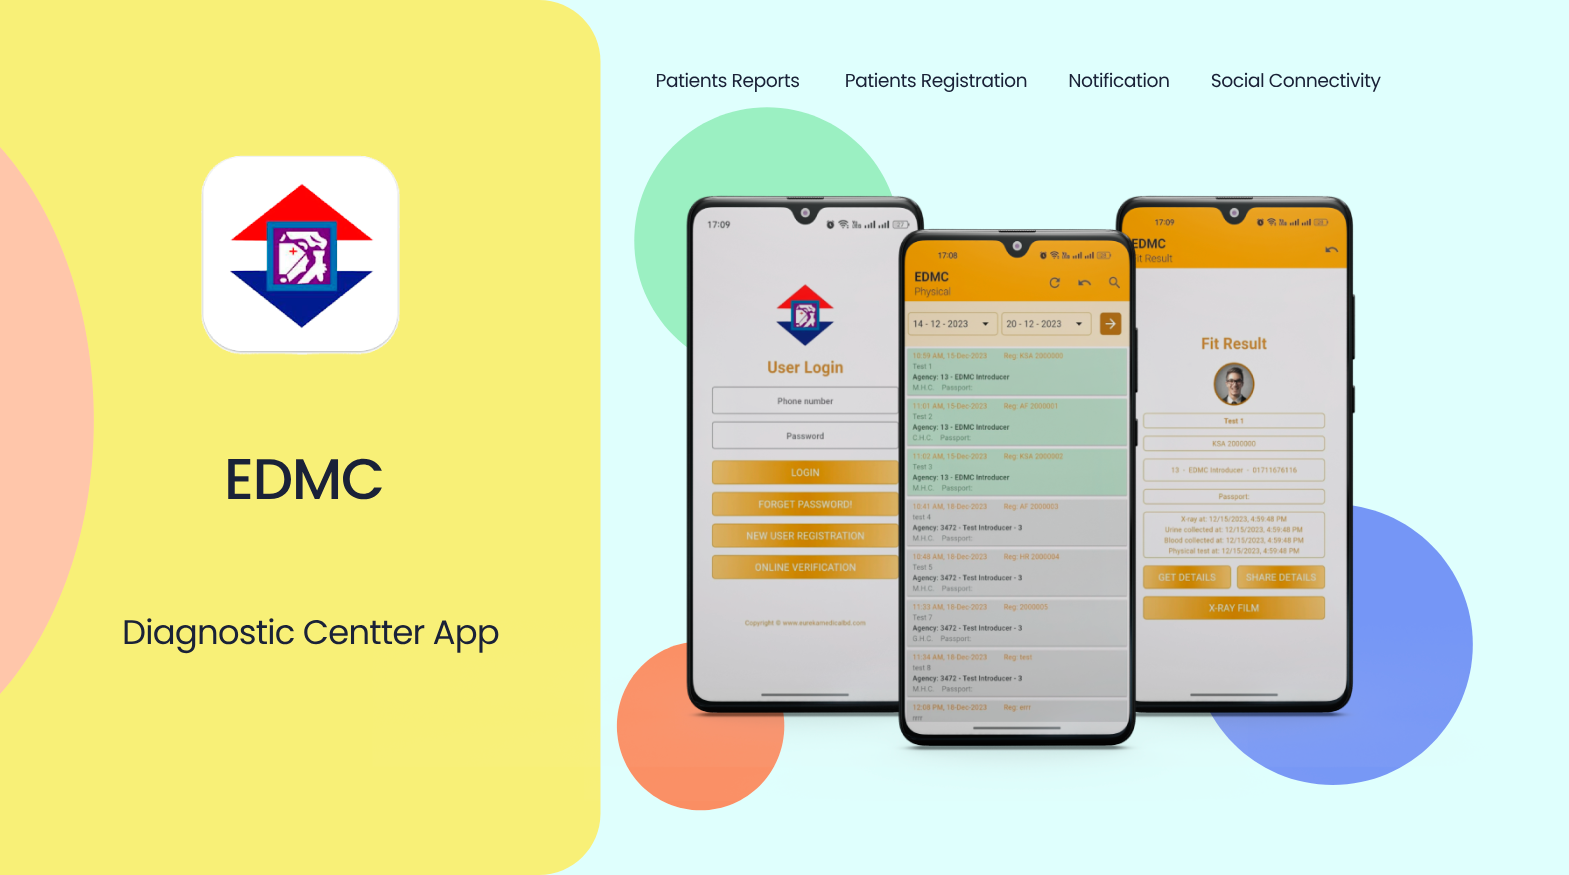 Patients Reports
Patients Registration
Notification
Social Connectivity
EDMC
Diagnostic Centter App
17:09
User Login
Phone number
Password
LOGIN
FORGET PASSWORD!
NEW USER REGISTRATION
ONLINE VERIFICATION
Copyright © www.eurekamedicalbd.com
17:08
EDMC
Physical
14 - 12 - 2023
20 - 12 - 2023
10:59 AM, 15-Dec-2023 Reg: KSA 2000000
Test 1
Agency: 13 - EDMC Introducer
M.H.C. Passport:
11:01 AM, 15-Dec-2023 Reg: AF 2000001
Test 2
Agency: 13 - EDMC Introducer
C.H.C. Passport:
11:02 AM, 15-Dec-2023 Reg: KSA 2000002
Test 3
Agency: 13 - EDMC Introducer
M.H.C. Passport:
10:41 AM, 18-Dec-2023 Reg: AF 2000003
test 4
Agency: 3472 - Test Introducer - 3
M.H.C. Passport:
10:48 AM, 18-Dec-2023 Reg: HR 2000004
Test 5
Agency: 3472 - Test Introducer - 3
M.H.C. Passport:
11:33 AM, 18-Dec-2023 Reg: 2000005
Test 7
Agency: 3472 - Test Introducer - 3
G.H.C. Passport:
11:34 AM, 18-Dec-2023 Reg: test
test 8
Agency: 3472 - Test Introducer - 3
M.H.C. Passport:
12:08 PM, 18-Dec-2023 Reg: errr
17:09
EDMC
it Result
Fit Result
Test 1
KSA 2000000
13 - EDMC Introducer - 01711676116
Passport:
X-ray at: 12/15/2023, 4:59:48 PM
Urine collected at: 12/15/2023, 4:59:48 PM
Blood collected at: 12/15/2023, 4:59:48 PM
Physical test at: 12/15/2023, 4:59:48 PM
GET DETAILS
SHARE DETAILS
X-RAY FILM